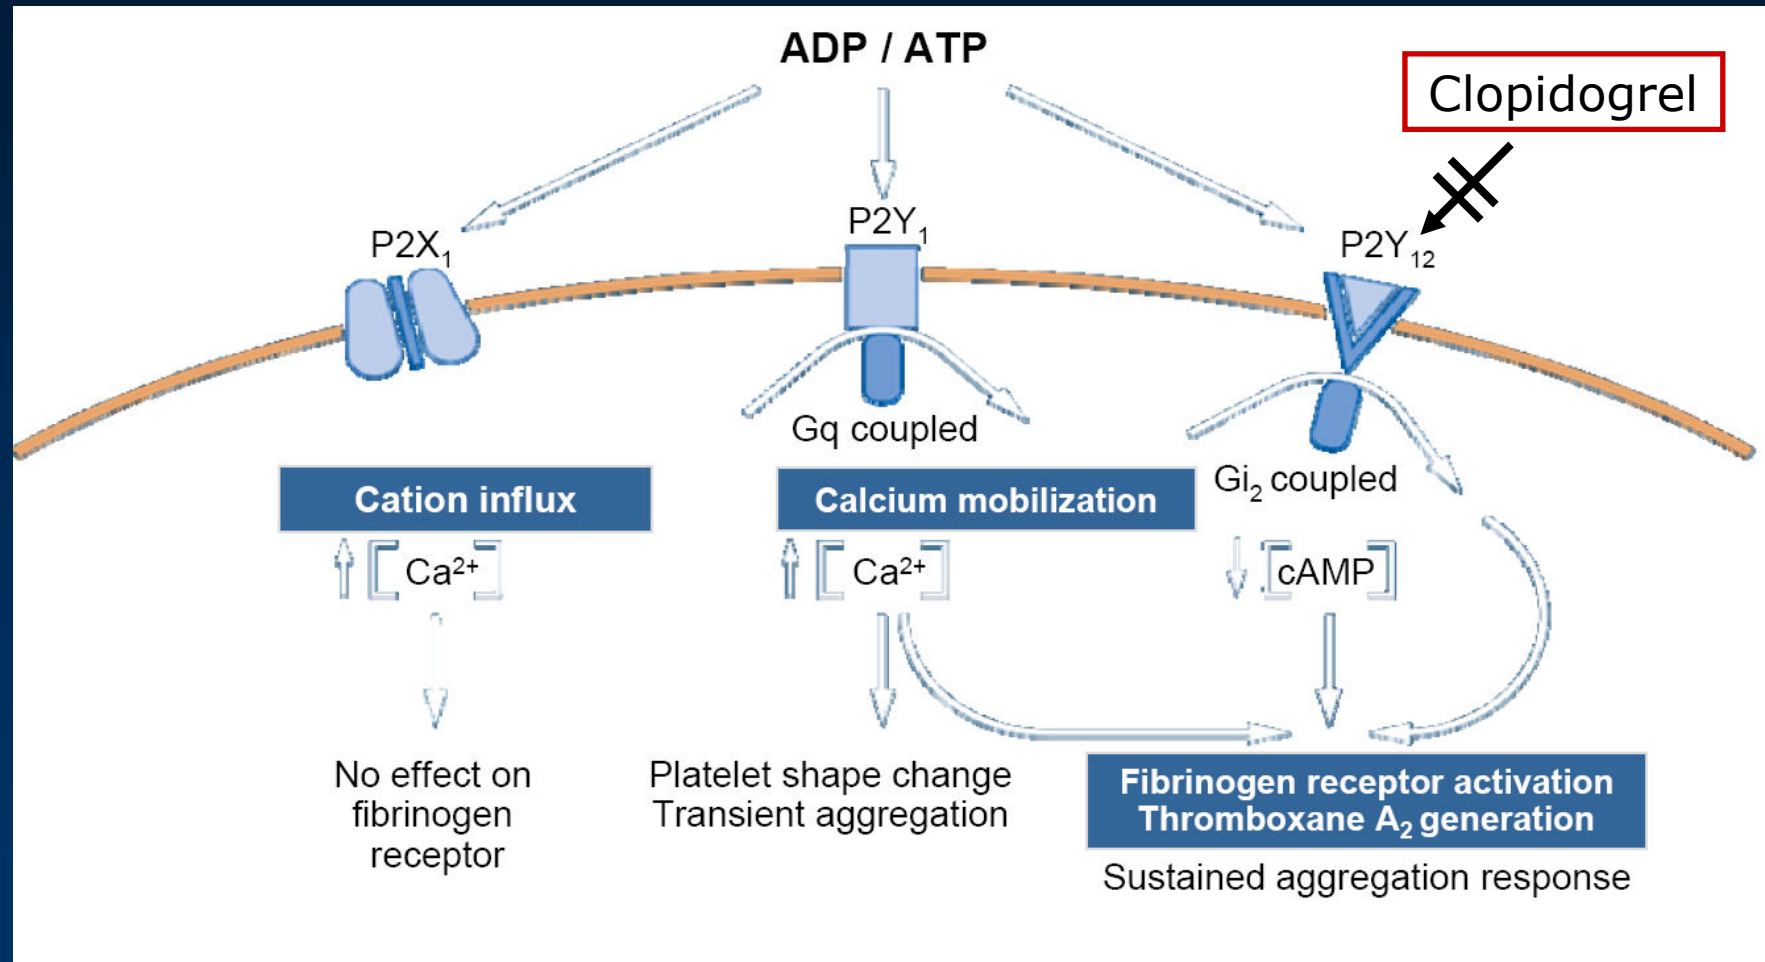 ADP / ATP
Clopidogrel
P2X₁
P2Y₁
P2Y₁₂
Gq coupled
Gi₂ coupled
Cation influx
Calcium mobilization
[Ca²⁺]
[Ca²⁺]
[cAMP]
No effect on
fibrinogen
receptor
Platelet shape change
Transient aggregation
Fibrinogen receptor activation
Thromboxane A₂ generation
Sustained aggregation response